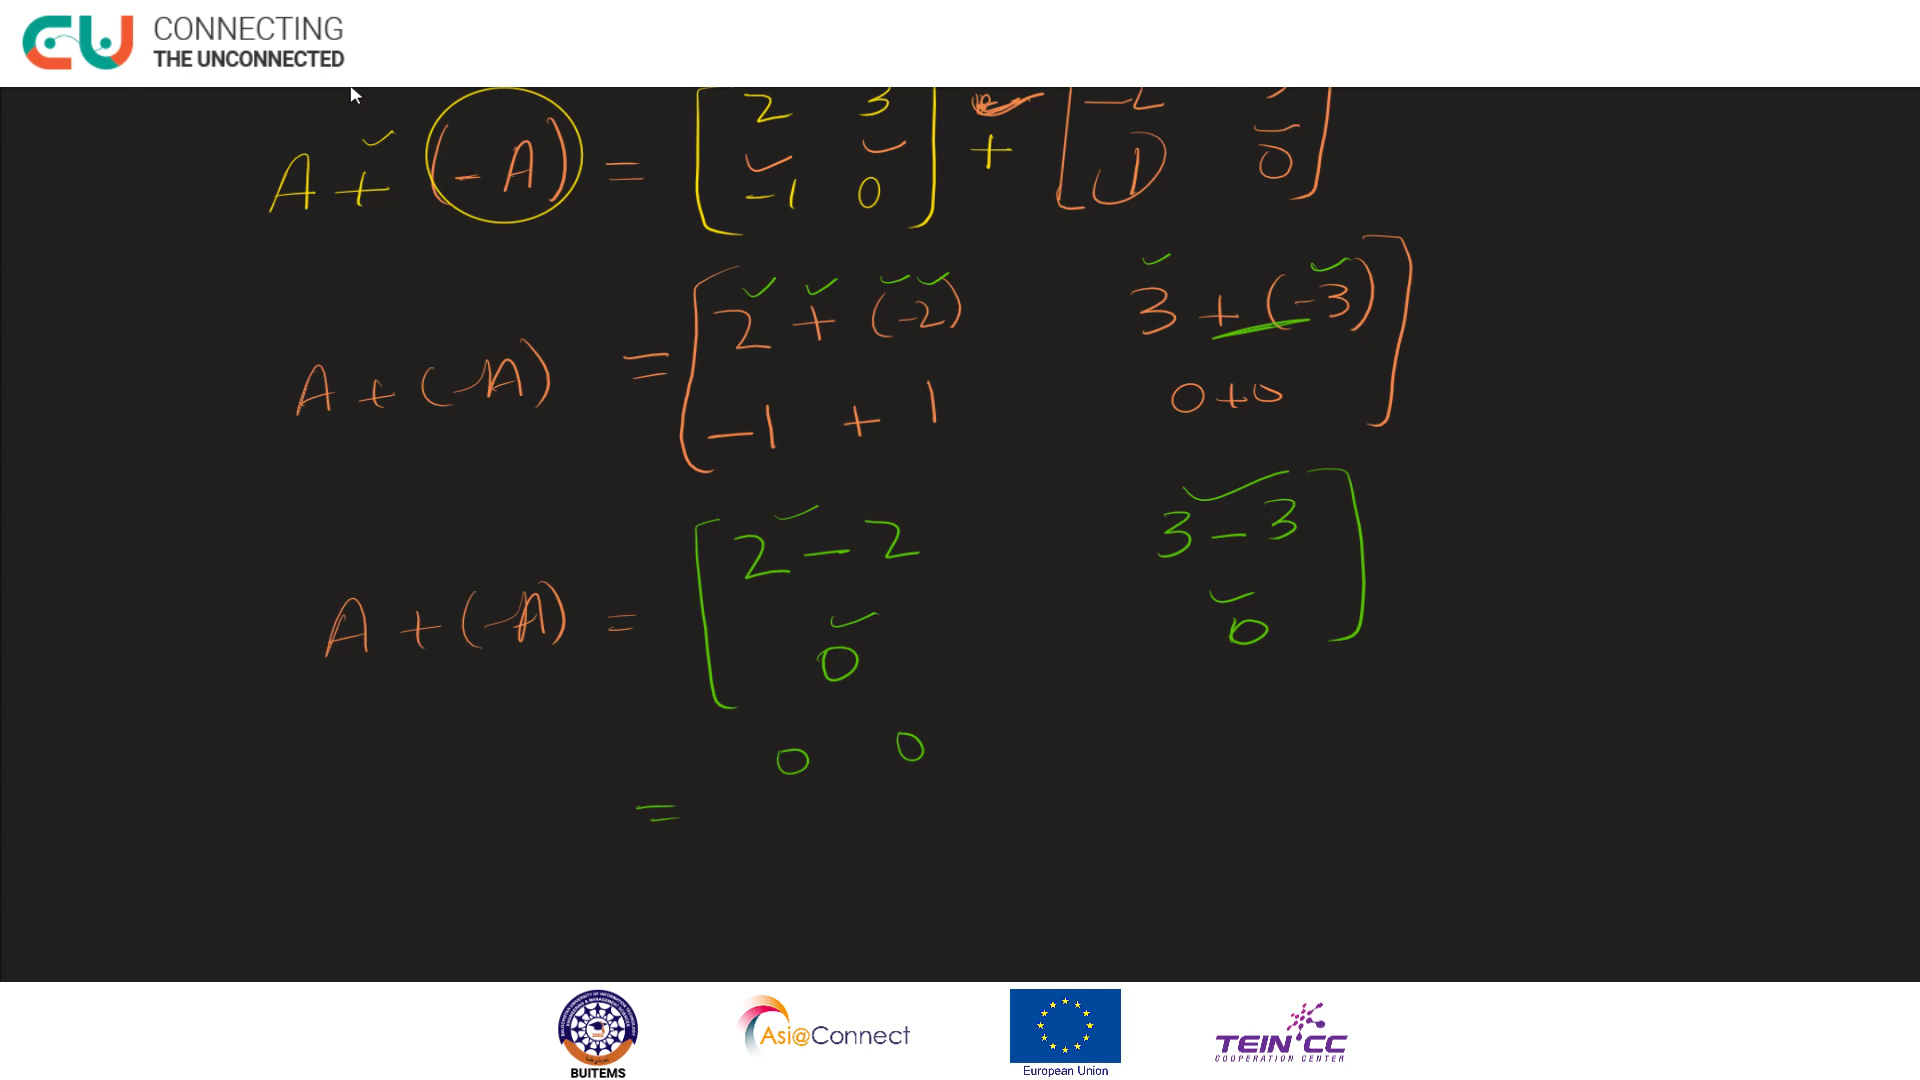 CONNECTING
THE UNCONNECTED
2 3 -2
A + (-A) = [ -1 0 ] + [ 1 0 ]
[ 2 + (-2) 3 + (-3) ]
A + (-A) = [ -1 + 1 0+0 ]
[ 2 - 2 3 - 3 ]
A + (-A) = [ 0 0 ]
0 0
=
Asi@Connect
TEIN*CC
COOPERATION CENTER
BUITEMS
European Union